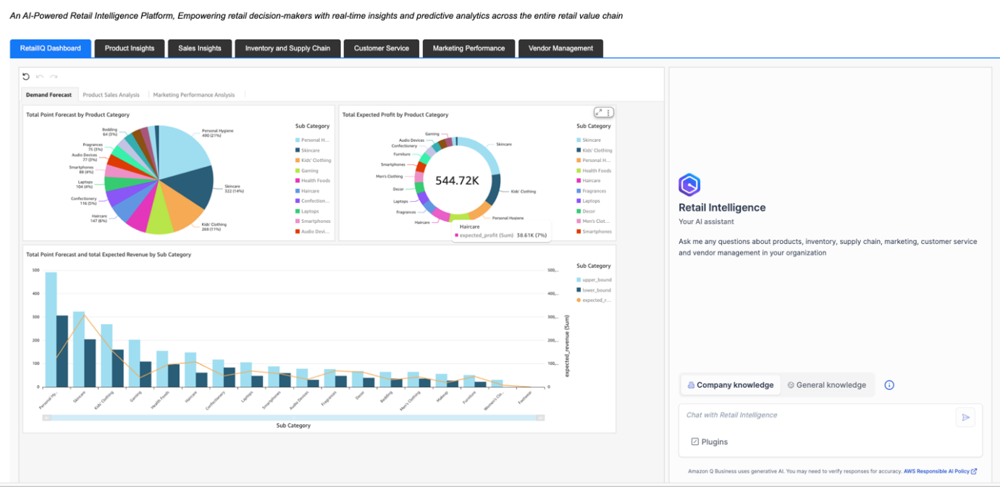 An AI-Powered Retail Intelligence Platform, Empowering retail decision-makers with real-time insights and predictive analytics across the entire retail value chain
RetailIQ Dashboard
Product Insights
Sales Insights
Inventory and Supply Chain
Customer Service
Marketing Performance
Vendor Management
Demand Forecast
Product Sales Analysis
Marketing Performance Anslysis
Total Point Forecast by Product Category
Bedding
64 (3%)
Fragrances
75 (3%)
Audio Devices
77 (3%)
Smartphones
88 (4%)
Laptops
104 (4%)
Confectionery
116 (5%)
Haircare
147 (6%)
Personal Hygiene
490 (21%)
Skincare
322 (14%)
Kids' Clothing
268 (11%)
Sub Category
Personal H...
Skincare
Kids' Clothing
Gaming
Health Foods
Haircare
Confection...
Laptops
Smartphones
Audio Devi...
Total Expected Profit by Product Category
Gaming
Audio Devices
Confectionery
Furniture
Smartphones
Men's Clothing
Decor
Laptops
Fragrances
Haircare
Skincare
Kids' Clothing
Personal Hygiene
544.72K
Haircare
expected_profit (Sum) 38.61K (7%)
Sub Category
Skincare
Kids' Clothing
Personal H...
Health Foods
Haircare
Fragrances
Laptops
Decor
Men's Clot...
Smartphones
Total Point Forecast and total Expected Revenue by Sub Category
500
400
300
200
100
0
500,...
400,...
300,...
200,...
100,...
0
expected_revenue (Sum)
Personal Hy...
Skincare
Kids' Clothing
Gaming
Health Foods
Haircare
Confectionery
Laptops
Smartphones
Audio Devices
Fragrances
Decor
Bedding
Men's Clothing
Makeup
Furniture
Women's Clo...
Footwear
Sub Category
Sub Category
upper_bound
lower_bound
expected_r...
Retail Intelligence
Your AI assistant
Ask me any questions about products, inventory, supply chain, marketing, customer service
and vendor management in your organization
Company knowledge
General knowledge
Chat with Retail Intelligence
Plugins
Amazon Q Business uses generative AI. You may need to verify responses for accuracy. AWS Responsible AI Policy